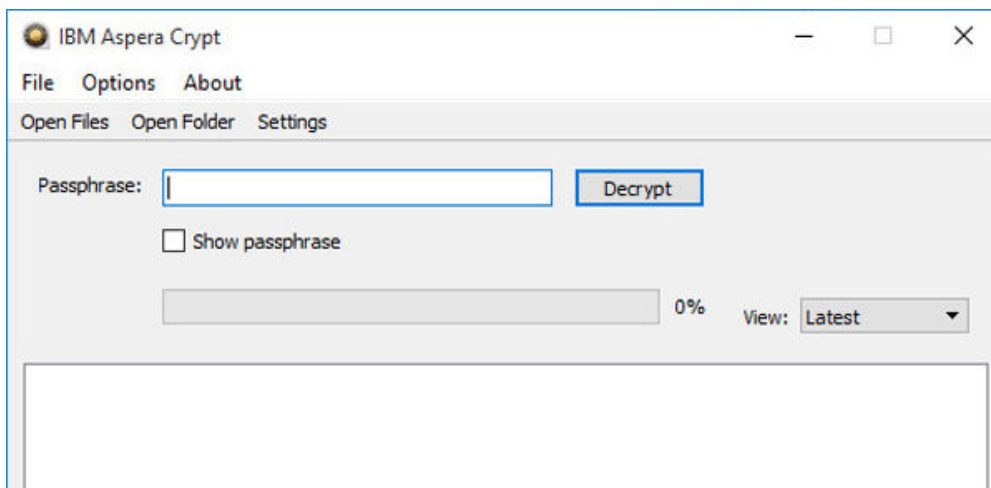 IBM Aspera Crypt
File Options About
Open Files Open Folder Settings
Passphrase: Decrypt
Show passphrase
0% View: Latest